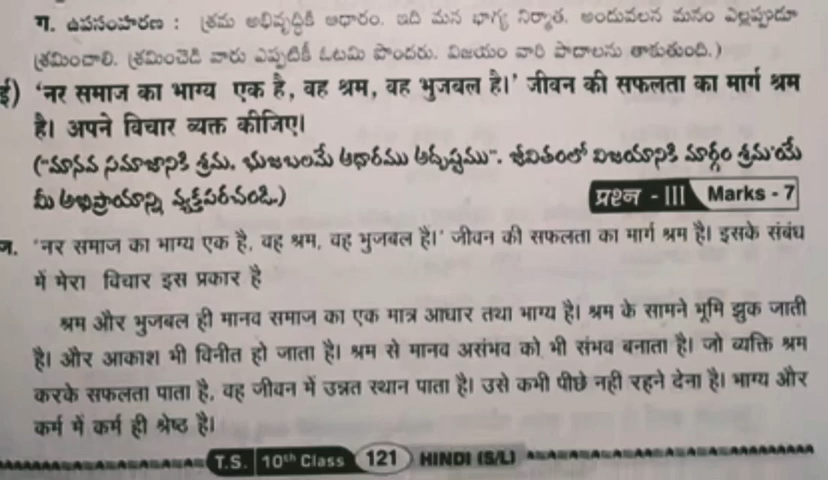 ग. ఉపసంహరణ : (శ్రమ అభివృద్ధికి ఆధారం. ఇది మన భాగ్య నిర్మాత. అందువలన మనం ఎల్లప్పుడూ
శ్రమించాలి. శ్రమించెడి వారు ఎప్పటికీ ఓటమి పొందరు. విజయం వారి పాదాలను తాకుతుంది.)
ई) ‘नर समाज का भाग्य एक है, वह श्रम, वह भुजबल है।’ जीवन की सफलता का मार्ग श्रम
है। अपने विचार व्यक्त कीजिए।
(“మానవ సమాజానికి శ్రమ, భుజబలమే ఆధారము అదృష్టము”. జీవితంలో విజయానికి మార్గం శ్రమయే
మీ అభిప్రాయాన్ని వ్యక్తపరచండి.)
प्रश्न - III Marks - 7
ज. ‘नर समाज का भाग्य एक है, वह श्रम, वह भुजबल है।’ जीवन की सफलता का मार्ग श्रम है। इसके संबंध
में मेरा विचार इस प्रकार है
श्रम और भुजबल ही मानव समाज का एक मात्र आधार तथा भाग्य है। श्रम के सामने भूमि झुक जाती
है। और आकाश भी विनीत हो जाता है। श्रम से मानव असंभव को भी संभव बनाता है। जो व्यक्ति श्रम
करके सफलता पाता है, वह जीवन में उन्नत स्थान पाता है। उसे कभी पीछे नही रहने देना है। भाग्य और
कर्म में कर्म ही श्रेष्ठ है।
T.S. 10th Class 121 HINDI (S/L)